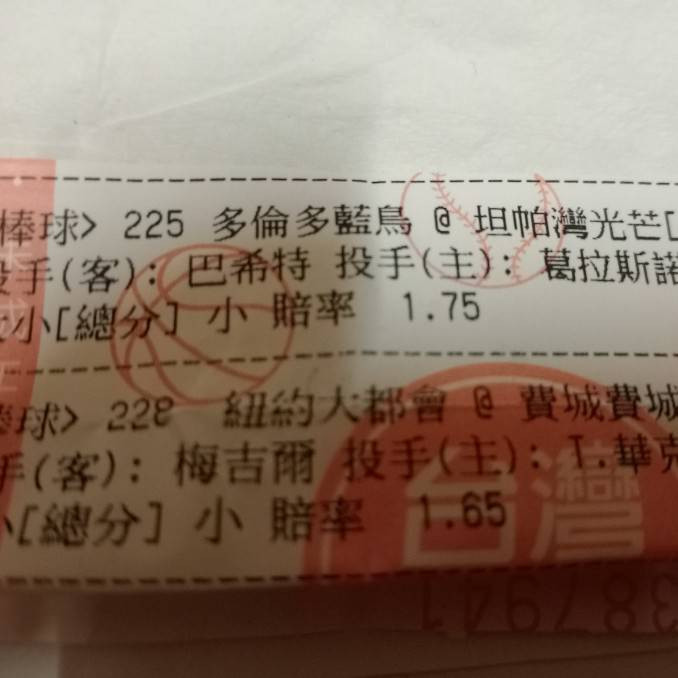 棒球> 225 多倫多藍鳥 @ 坦帕灣光芒[
投手(客): 巴希特 投手(主): 葛拉斯諾
小[總分] 小 賠率 1.75
棒球> 228 紐約大都會 @ 費城費城
手(客): 梅吉爾 投手(主): T.華克
小[總分] 小 賠率 1.65
台灣